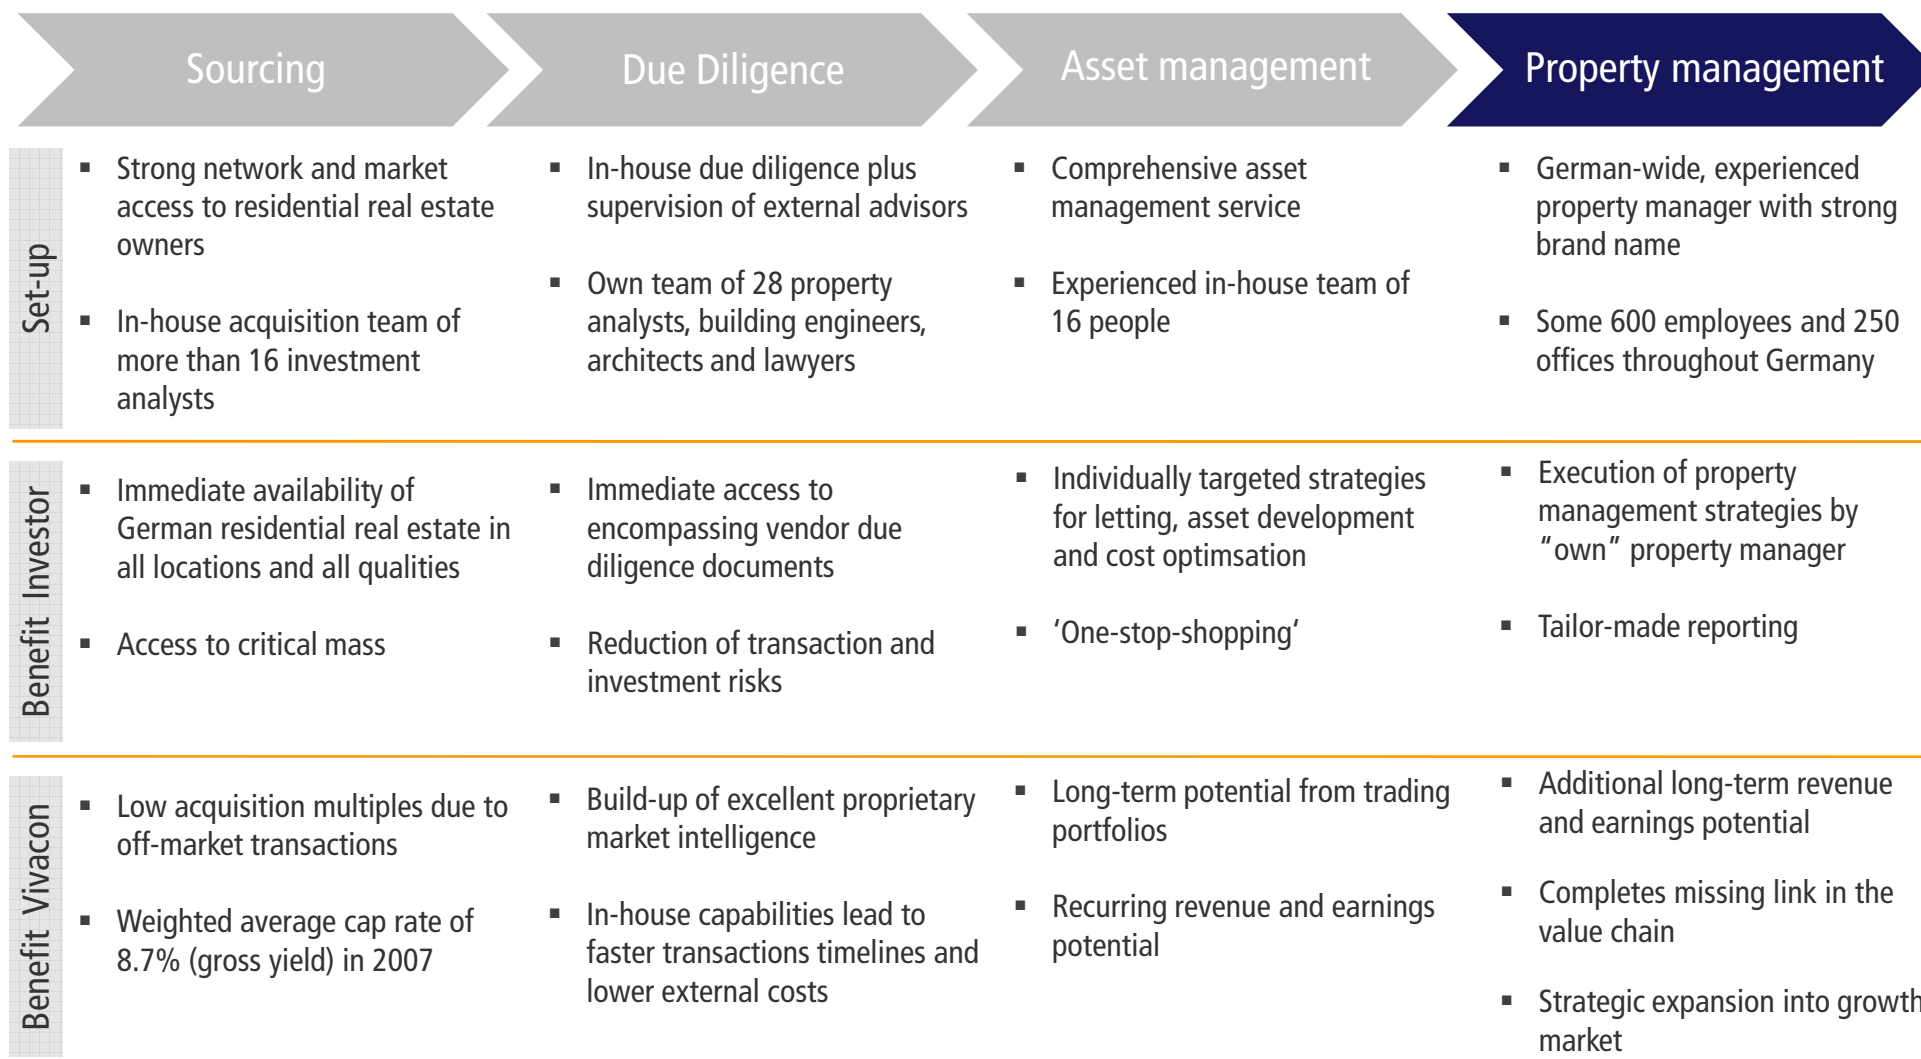 Sourcing
Due Diligence
Asset management
Property management
Set-up
Strong network and market
access to residential real estate
owners
In-house acquisition team of
more than 16 investment
analysts
In-house due diligence plus
supervision of external advisors
Own team of 28 property
analysts, building engineers,
architects and lawyers
Comprehensive asset
management service
Experienced in-house team of
16 people
German-wide, experienced
property manager with strong
brand name
Some 600 employees and 250
offices throughout Germany
Benefit Investor
Immediate availability of
German residential real estate in
all locations and all qualities
Access to critical mass
Immediate access to
encompassing vendor due
diligence documents
Reduction of transaction and
investment risks
Individually targeted strategies
for letting, asset development
and cost optimsation
‘One-stop-shopping‘
Execution of property
management strategies by
“own” property manager
Tailor-made reporting
Benefit Vivacon
Low acquisition multiples due to
off-market transactions
Weighted average cap rate of
8.7% (gross yield) in 2007
Build-up of excellent proprietary
market intelligence
In-house capabilities lead to
faster transactions timelines and
lower external costs
Long-term potential from trading
portfolios
Recurring revenue and earnings
potential
Additional long-term revenue
and earnings potential
Completes missing link in the
value chain
Strategic expansion into growth
market